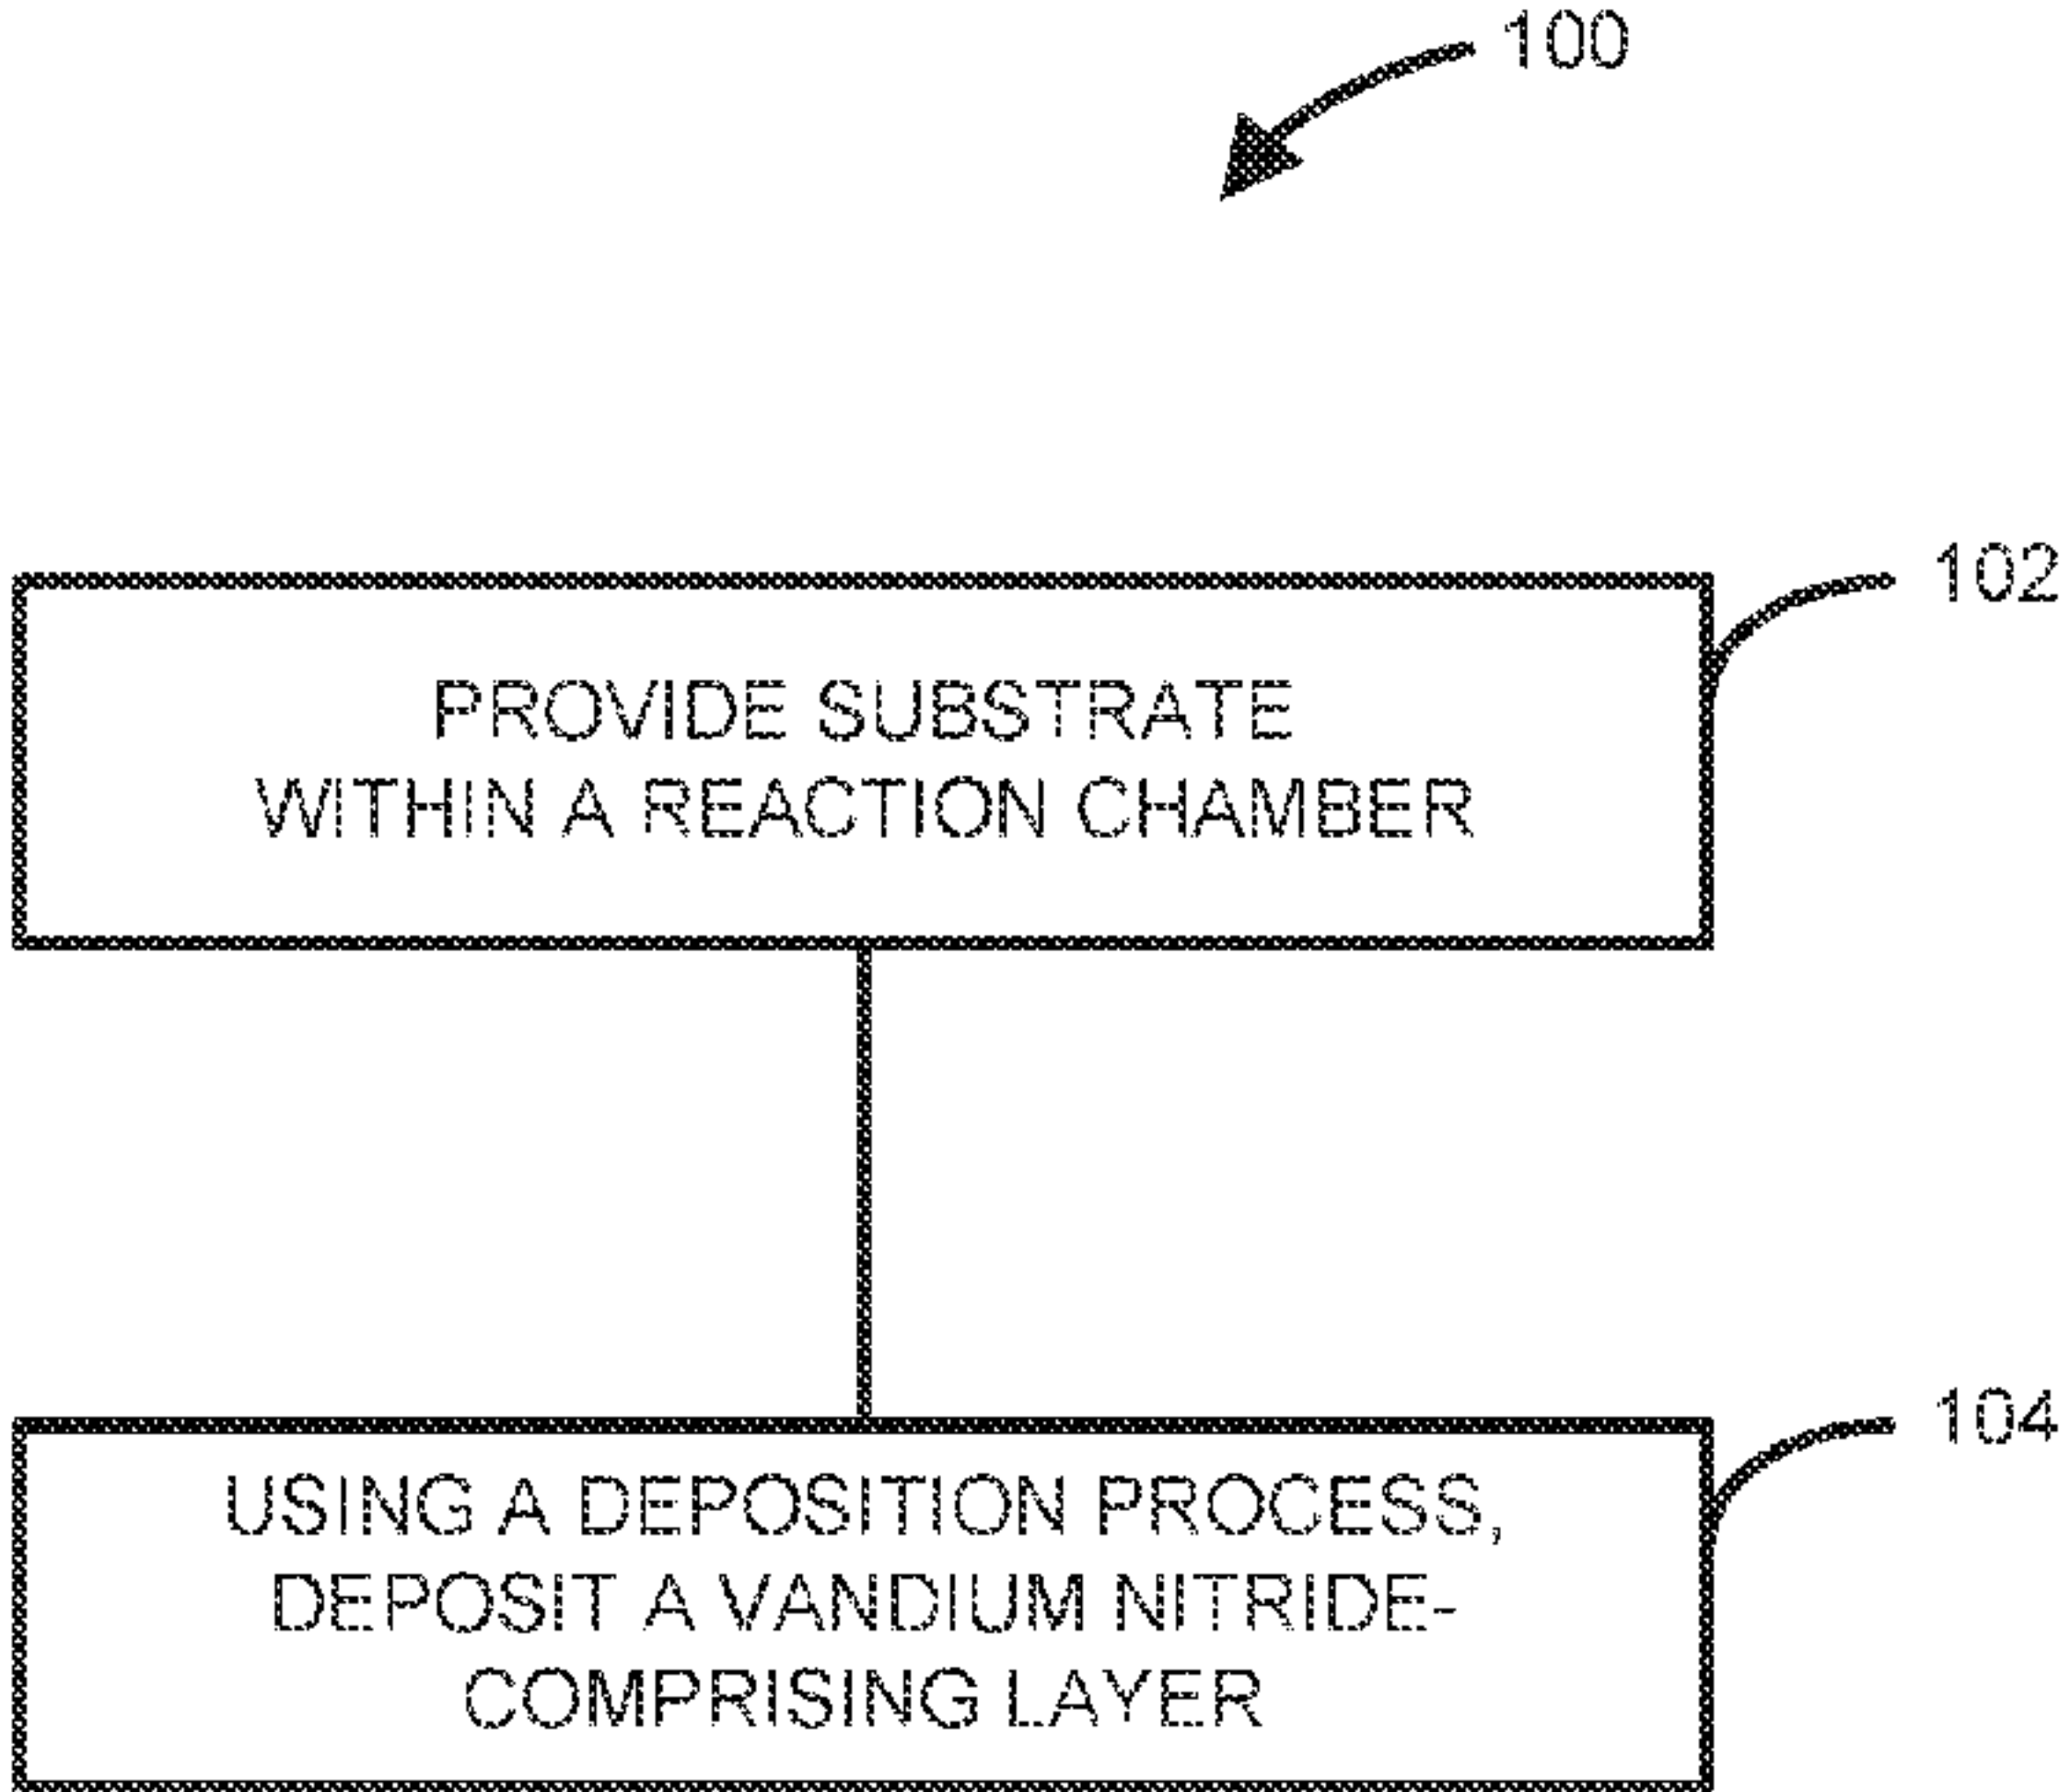 100
102
PROVIDE SUBSTRATE
WITHIN A REACTION CHAMBER
104
USING A DEPOSITION PROCESS,
DEPOSIT A VANDIUM NITRIDE-
COMPRISING LAYER